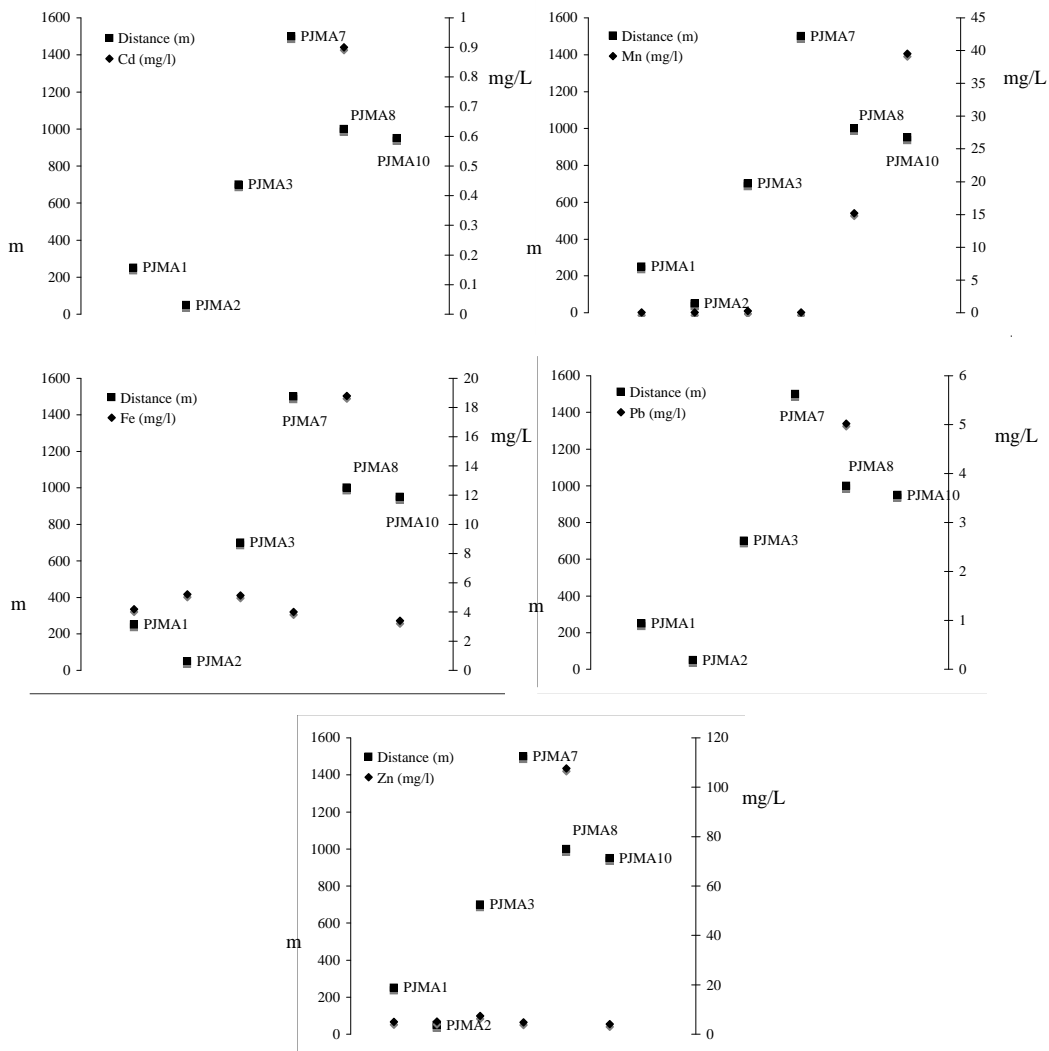 1600
1400
1200
1000
800
600
400
200
0
m
Distance (m)
Cd (mg/l)
PJMA7
PJMA8
PJMA10
PJMA3
PJMA1
PJMA2
1
0.9
0.8
0.7
0.6
0.5
0.4
0.3
0.2
0.1
0
mg/L
1600
1400
1200
1000
800
600
400
200
0
m
Distance (m)
Mn (mg/l)
PJMA7
PJMA8
PJMA10
PJMA3
PJMA1
PJMA2
45
40
35
30
25
20
15
10
5
0
mg/L
1600
1400
1200
1000
800
600
400
200
0
m
Distance (m)
Fe (mg/l)
PJMA7
PJMA8
PJMA10
PJMA3
PJMA1
PJMA2
20
18
16
14
12
10
8
6
4
2
0
mg/L
1600
1400
1200
1000
800
600
400
200
0
m
Distance (m)
Pb (mg/l)
PJMA7
PJMA8
PJMA10
PJMA3
PJMA1
PJMA2
6
5
4
3
2
1
0
mg/L
1600
1400
1200
1000
800
600
400
200
0
m
Distance (m)
Zn (mg/l)
PJMA7
PJMA8
PJMA10
PJMA3
PJMA1
PJMA2
120
100
80
60
40
20
0
mg/L